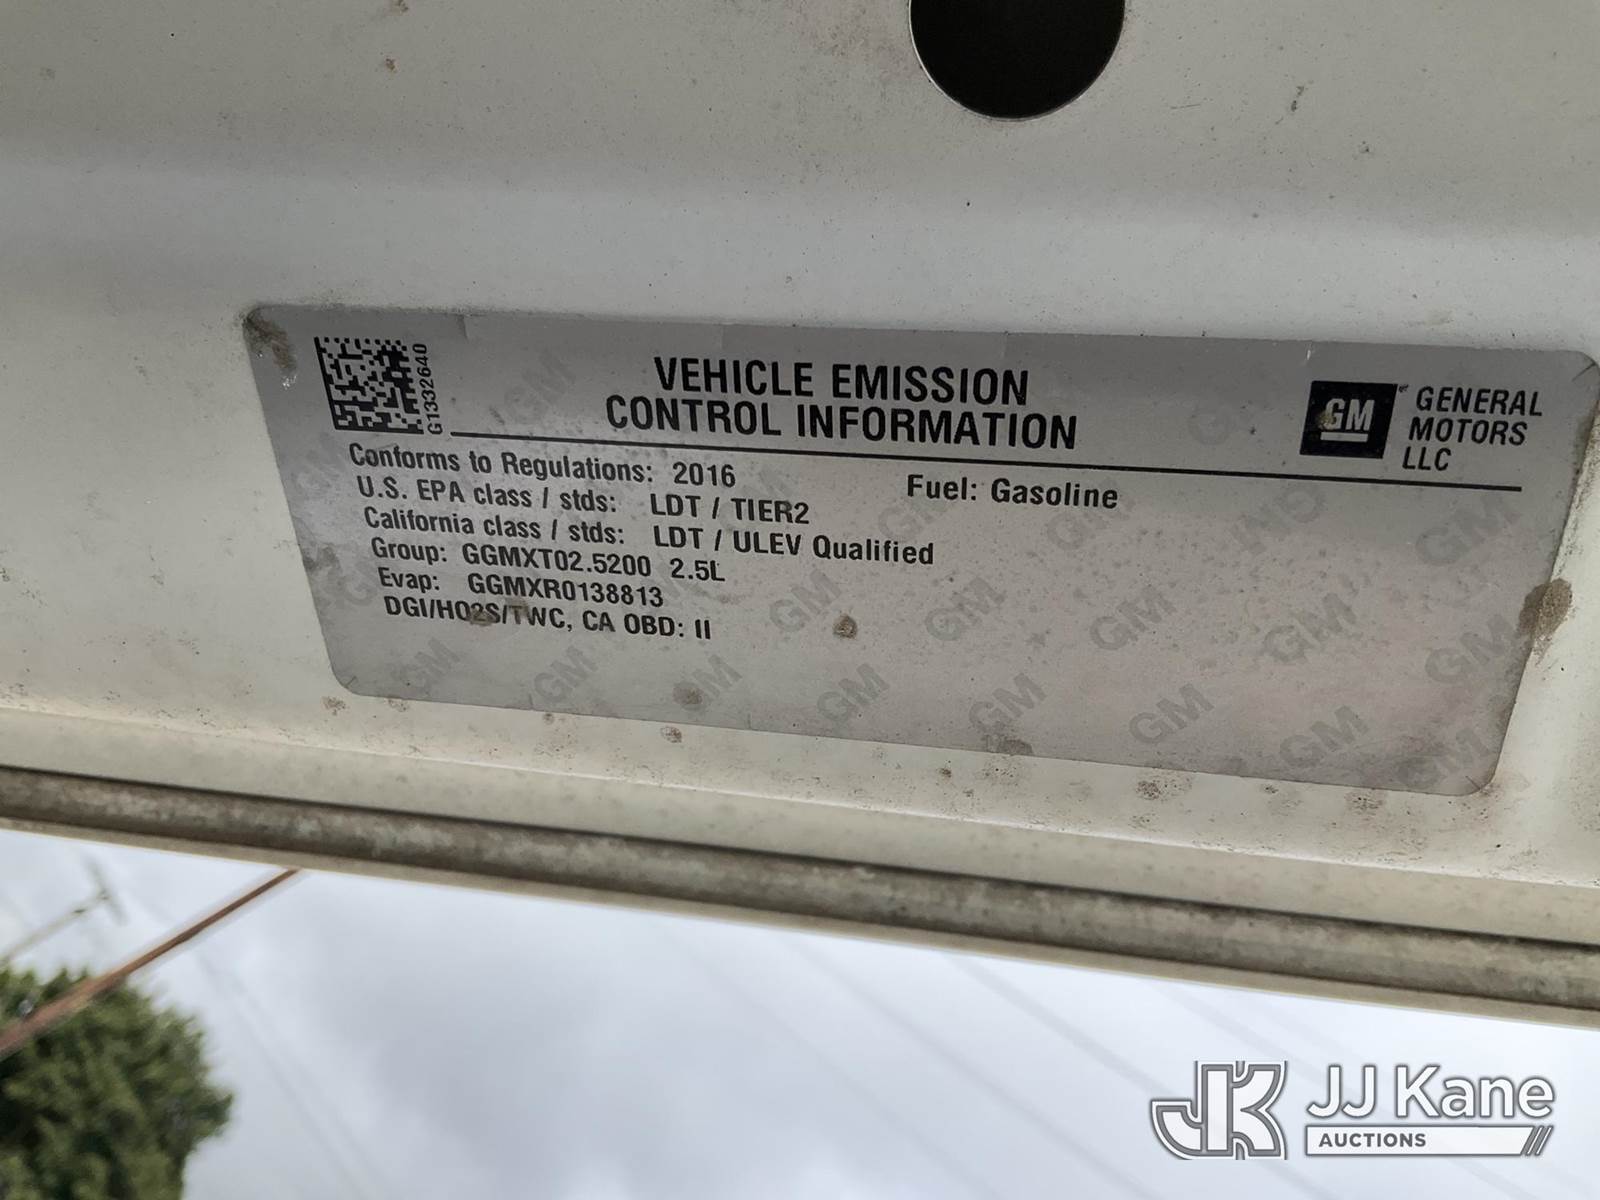 G1332640
VEHICLE EMISSION
CONTROL INFORMATION
GM
GENERAL
MOTORS
LLC
Conforms to Regulations: 2016 Fuel: Gasoline
U.S. EPA class / stds: LDT / TIER2
California class / stds: LDT / ULEV Qualified
Group: GGMXT02.5200 2.5L
Evap: GGMXR0138813
DGI/HO2S/TWC, CA OBD: II
JK JJ Kane
AUCTIONS